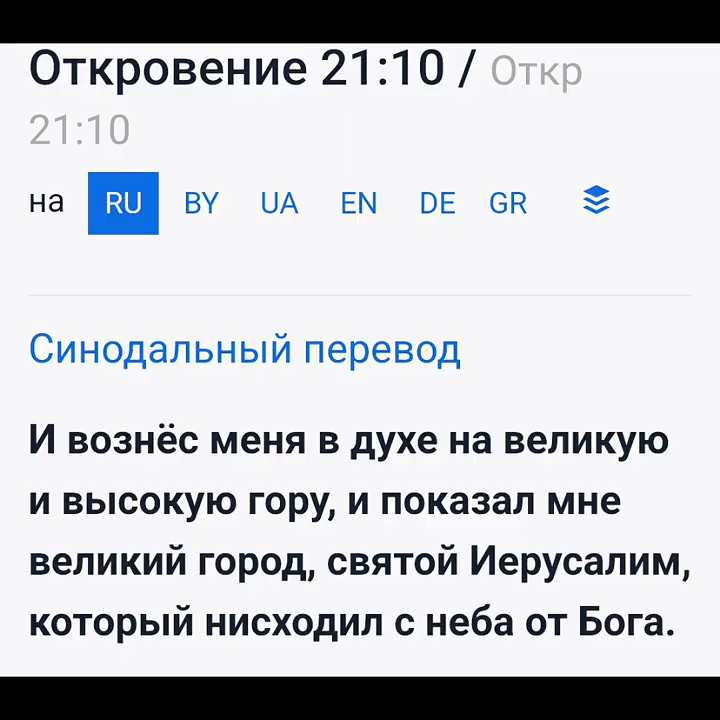 Откровение 21:10 / Откр
21:10
на RU BY UA EN DE GR
Синодальный перевод
И вознёс меня в духе на великую
и высокую гору, и показал мне
великий город, святой Иерусалим,
который нисходил с неба от Бога.